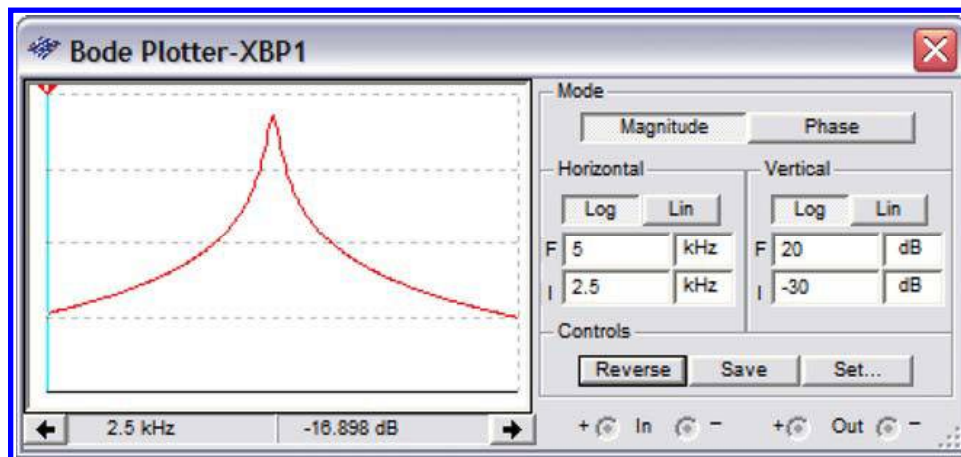 Bode Plotter-XBP1
Mode
Magnitude Phase
Horizontal Vertical
Log Lin Log Lin
F 5 kHz F 20 dB
I 2.5 kHz I -30 dB
Controls
Reverse Save Set...
2.5 kHz -16.898 dB
+ In - + Out -